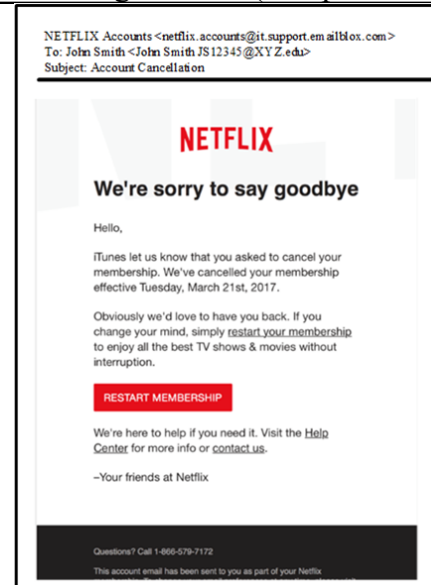 NETFLIX Accounts <netflix.accounts@it.support.emailblox.com>
To: John Smith <John Smith JS12345@XYZ.edu>
Subject: Account Cancellation
NETFLIX
We're sorry to say goodbye
Hello,
iTunes let us know that you asked to cancel your
membership. We've cancelled your membership
effective Tuesday, March 21st, 2017.
Obviously we'd love to have you back. If you
change your mind, simply restart your membership
to enjoy all the best TV shows & movies without
interruption.
RESTART MEMBERSHIP
We're here to help if you need it. Visit the Help
Center for more info or contact us.
–Your friends at Netflix
Questions? Call 1-866-579-7172
This account email has been sent to you as part of your Netflix